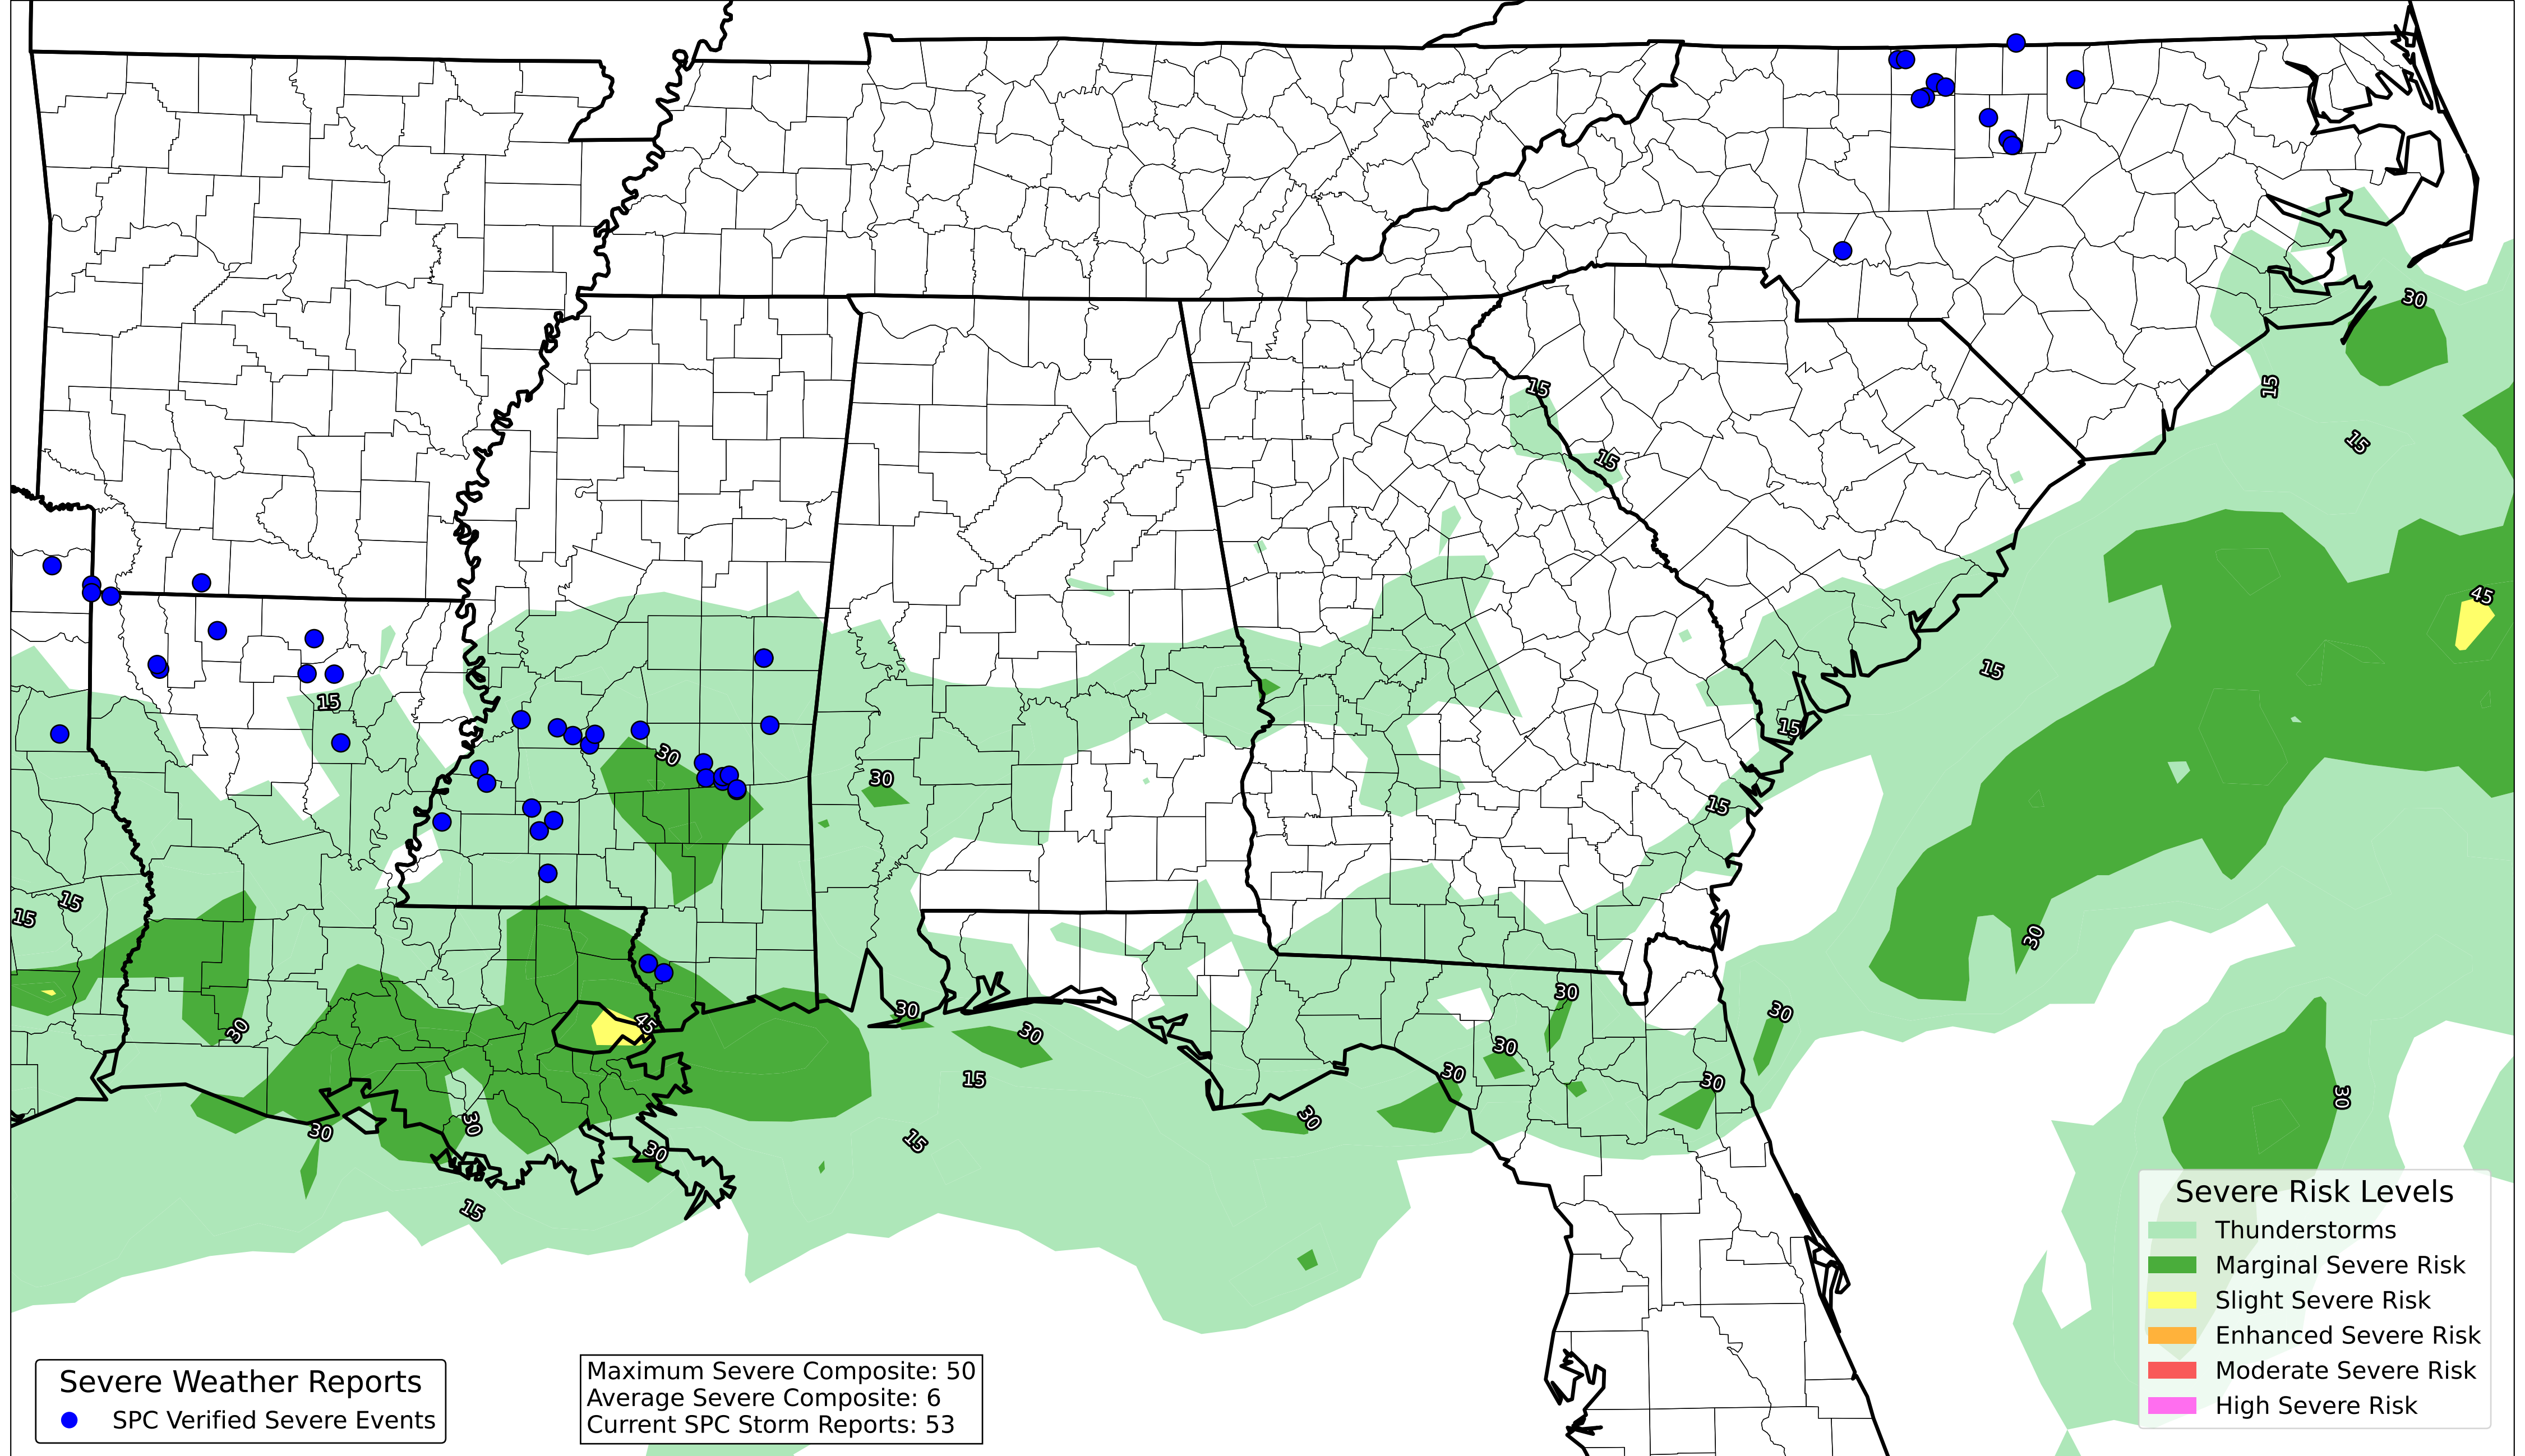 30
15
15
15
15
45
15
15
15
30
30
15
15
15
30
30
30
45
30
30
30
30
30
15
30
30
30
30
30
30
15
30
15
Severe Risk Levels
Thunderstorms
Marginal Severe Risk
Slight Severe Risk
Enhanced Severe Risk
Moderate Severe Risk
High Severe Risk
Severe Weather Reports
SPC Verified Severe Events
Maximum Severe Composite: 50
Average Severe Composite: 6
Current SPC Storm Reports: 53